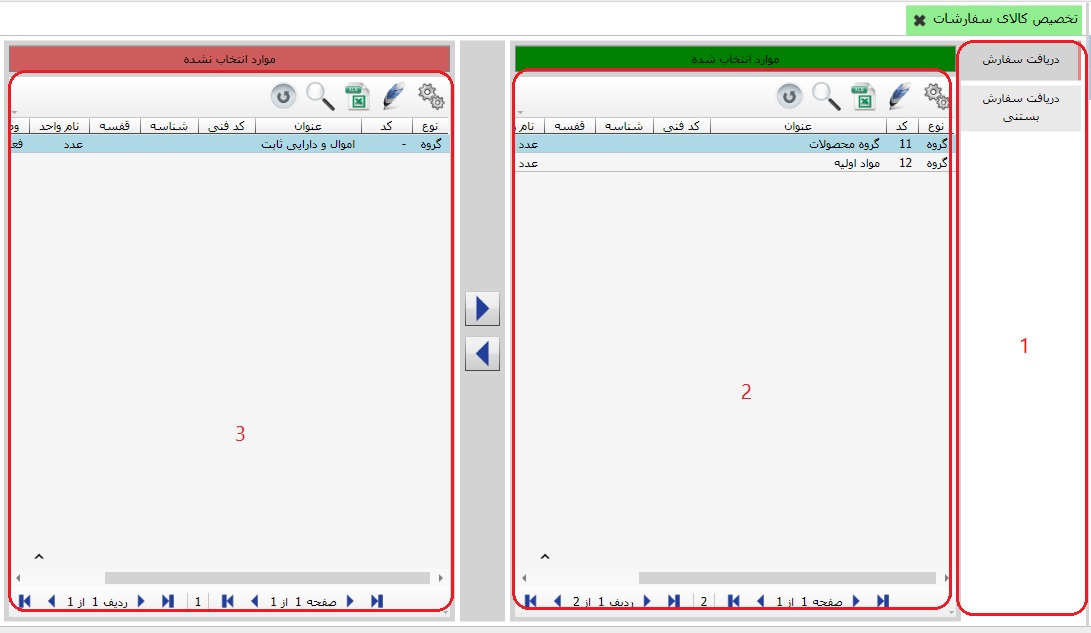 تخصیص کالای سفارشات
دریافت سفارش
دریافت سفارش
بستنی
1
موارد انتخاب شده
نوع کد عنوان کد فنی شناسه قفسه نام
گروه 11 گروه محصولات عدد
گروه 12 مواد اولیه عدد
2
صفحه 1 از 1 2 ردیف 1 از 2
موارد انتخاب نشده
نوع کد عنوان کد فنی شناسه قفسه نام واحد
گروه - اموال و دارایی ثابت عدد
3
صفحه 1 از 1 1 ردیف 1 از 1